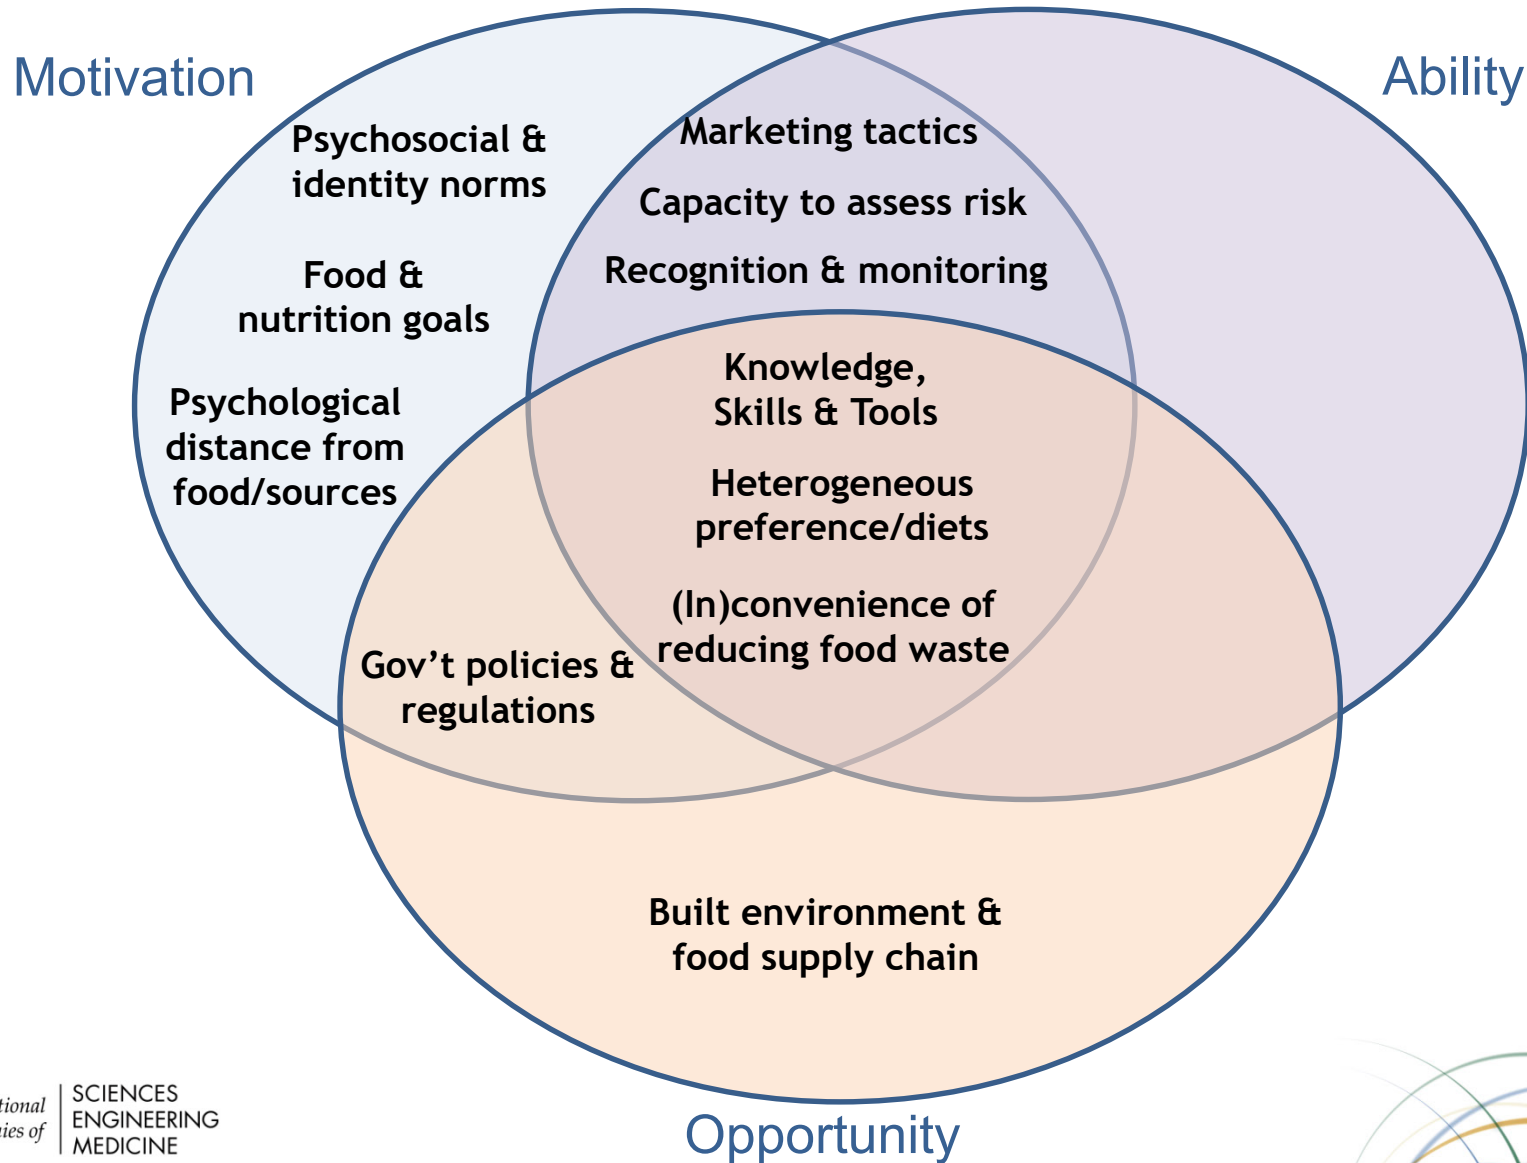 Motivation
Ability
Psychosocial &
identity norms
Marketing tactics
Capacity to assess risk
Food &
nutrition goals
Recognition & monitoring
Psychological
distance from
food/sources
Knowledge,
Skills & Tools
Heterogeneous
preference/diets
(In)convenience of
reducing food waste
Gov't policies &
regulations
Built environment &
food supply chain
Opportunity
SCIENCES
ENGINEERING
MEDICINE
of